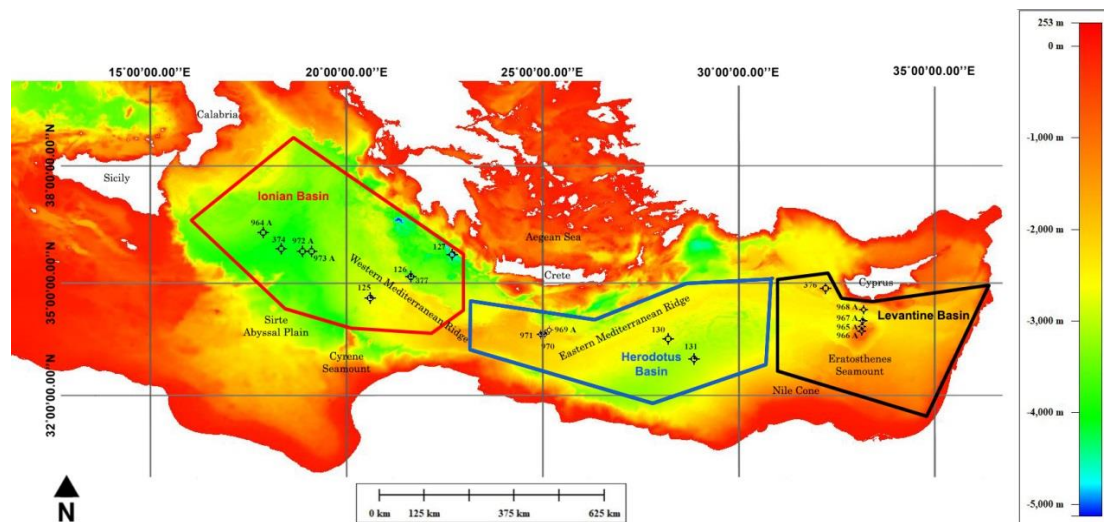 15°00'00.00"E
20°00'00.00"E
25°00'00.00"E
30°00'00.00"E
35°00'00.00"E
38°00'00.00"N
35°00'00.00"N
32°00'00.00"N
Calabria
Sicily
Ionian Basin
964 A
374
972 A
973 A
127
126
377
125
Western Mediterranean Ridge
Sirte
Abyssal Plain
Cyrene
Seamount
Aegean Sea
Crete
971
969 A
970
Eastern Mediterranean Ridge
130
131
Herodotus
Basin
376
Cyprus
968 A
967 A
965 A
966 A
Levantine Basin
Eratosthenes
Seamount
Nile Cone
N
0 km
125 km
375 km
625 km
253 m
0 m
-1,000 m
-2,000 m
-3,000 m
-4,000 m
-5,000 m